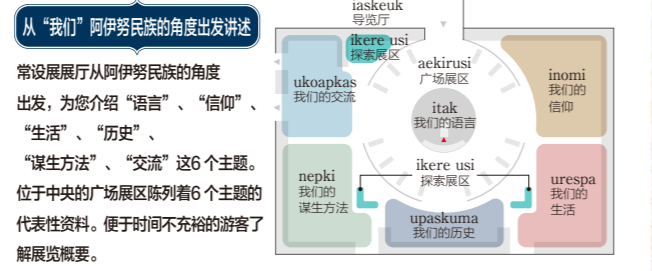 从“我们”阿伊努民族的角度出发讲述
常设展展厅从阿伊努民族的角度
出发，为您介绍“语言”、“信仰”、
“生活”、“历史”、
“谋生方法”、“交流”这6 个主题。
位于中央的广场展区陈列着6 个主题的
代表性资料。便于时间不充裕的游客了
解展览概要。
iaskeuk
导览厅
ikere usi
探索展区
ukoapkas
我们的交流
aekirusi
广场展区
inomi
我们的
信仰
itak
我们的语言
nepki
我们的
谋生方法
ikere usi
探索展区
urespa
我们的
生活
upaskuma
我们的历史